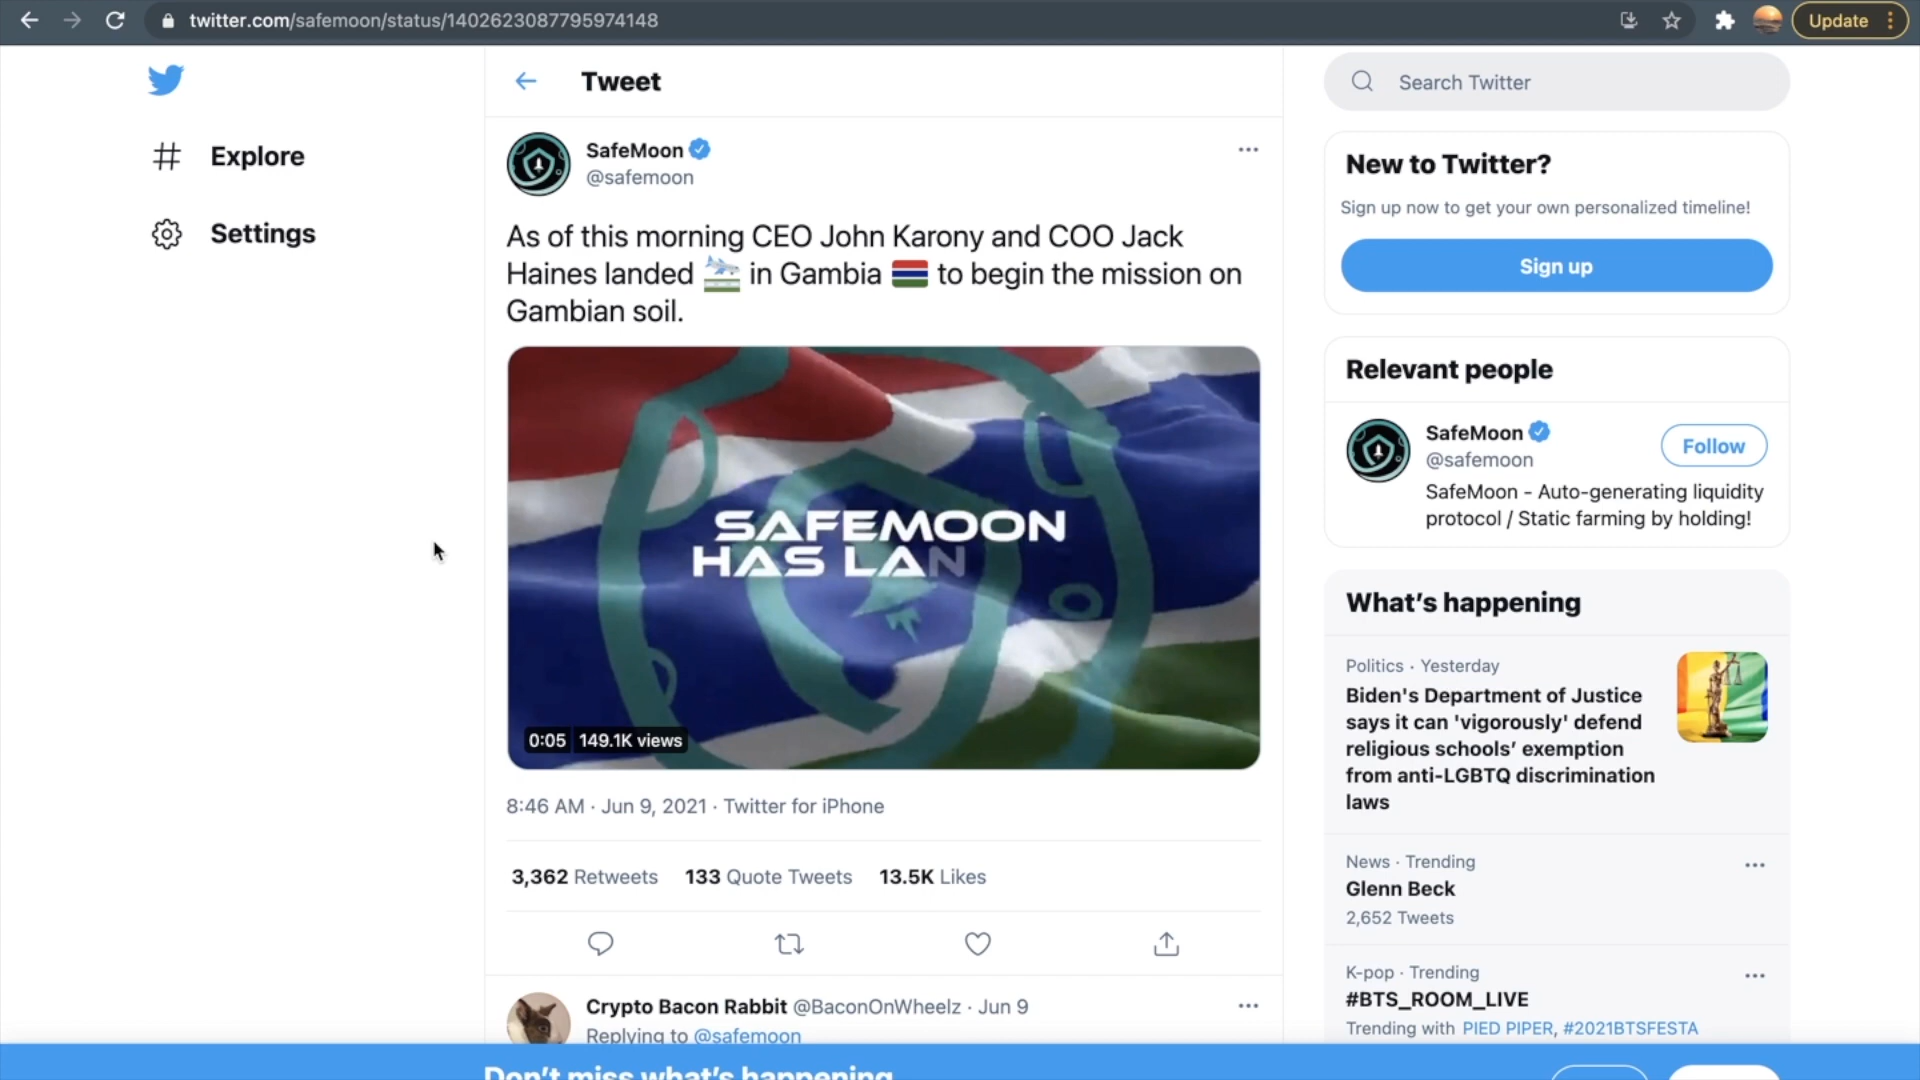 twitter.com/safemoon/status/1402623087795974148
Update
Explore
Settings
Tweet
SafeMoon
@safemoon
As of this morning CEO John Karony and COO Jack
Haines landed 🛬 in Gambia 🇬🇲 to begin the mission on
Gambian soil.
SAFEMOON
HAS LAN
0:05 149.1K views
8:46 AM · Jun 9, 2021 · Twitter for iPhone
3,362 Retweets 133 Quote Tweets 13.5K Likes
Crypto Bacon Rabbit @BaconOnWheelz · Jun 9
Replying to @safemoon
Search Twitter
New to Twitter?
Sign up now to get your own personalized timeline!
Sign up
Relevant people
SafeMoon
@safemoon
Follow
SafeMoon - Auto-generating liquidity
protocol / Static farming by holding!
What's happening
Politics · Yesterday
Biden's Department of Justice
says it can 'vigorously' defend
religious schools’ exemption
from anti-LGBTQ discrimination
laws
News · Trending
Glenn Beck
2,652 Tweets
K-pop · Trending
#BTS_ROOM_LIVE
Trending with PIED PIPER, #2021BTSFESTA
Don't miss what's happening